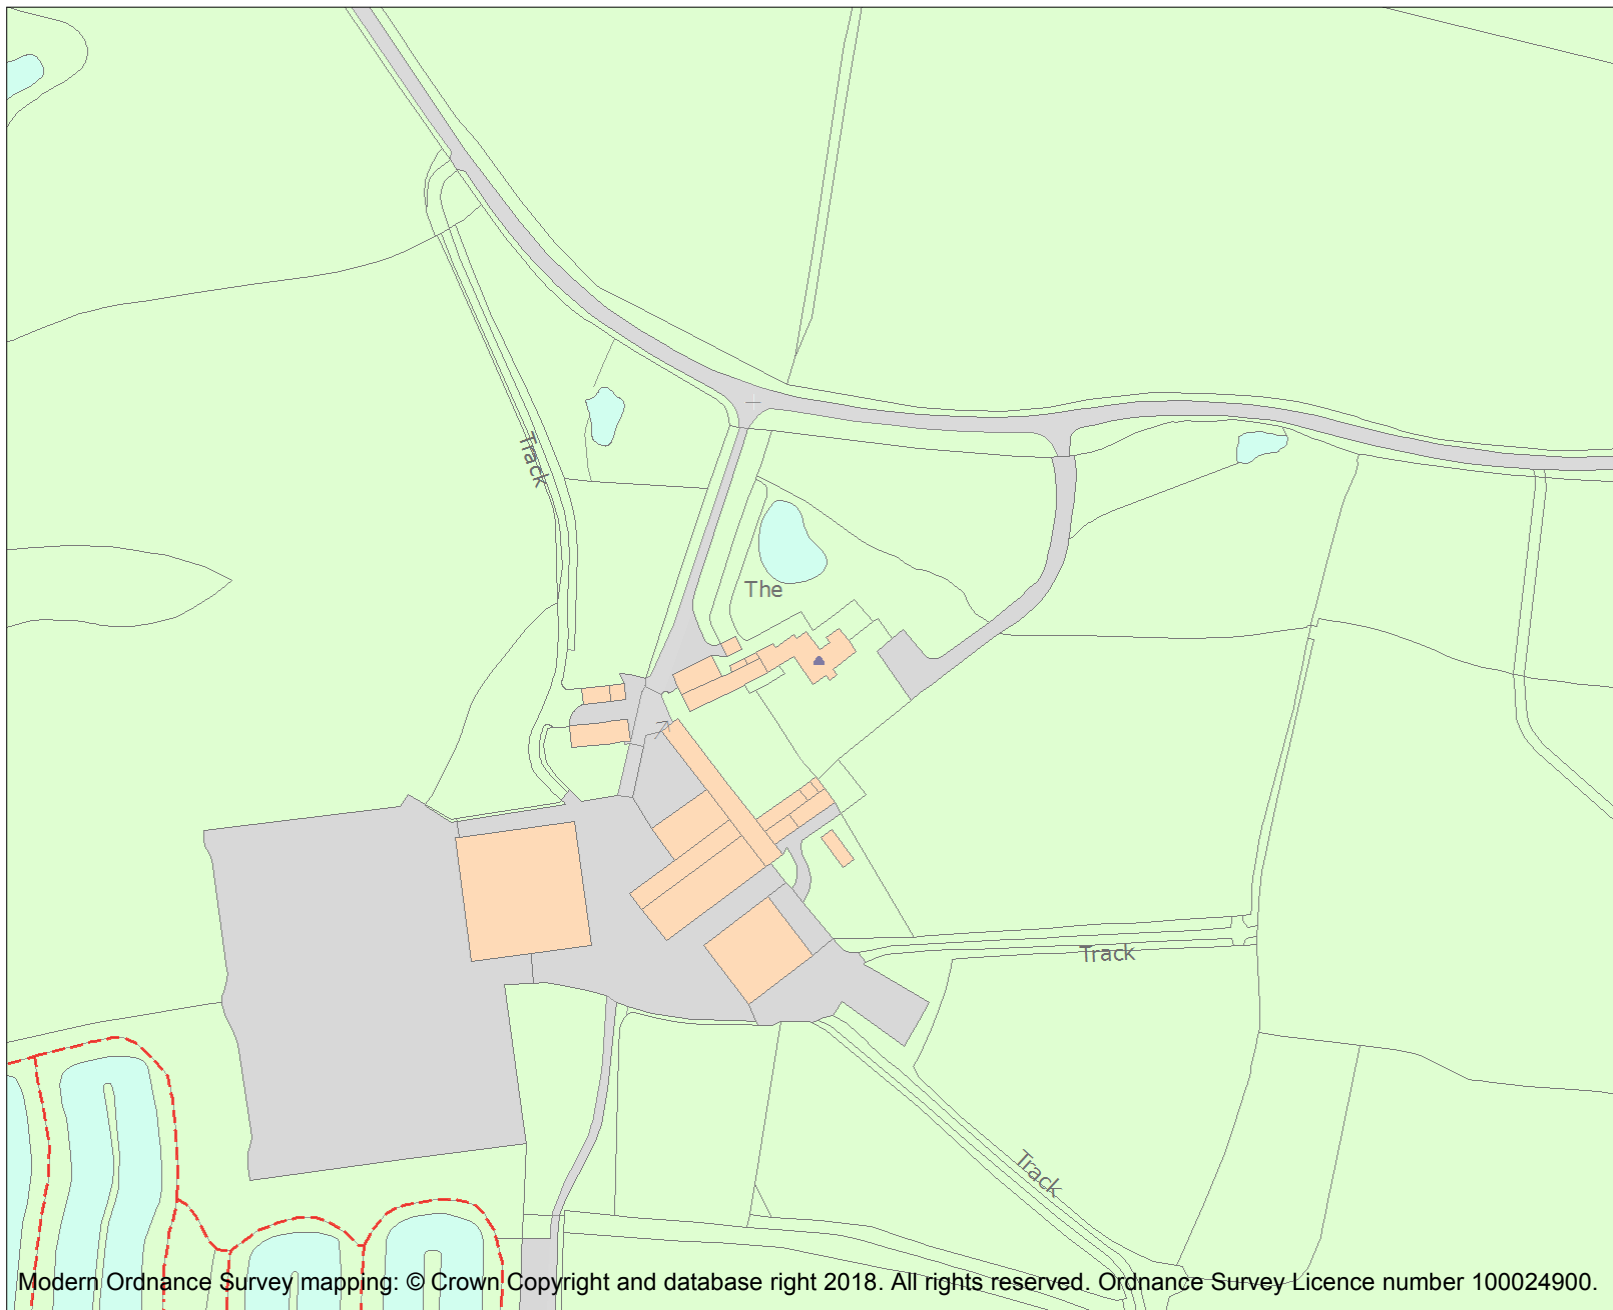 Track
The
Track
Track
Modern Ordnance Survey mapping: © Crown Copyright and database right 2018. All rights reserved. Ordnance Survey Licence number 100024900.